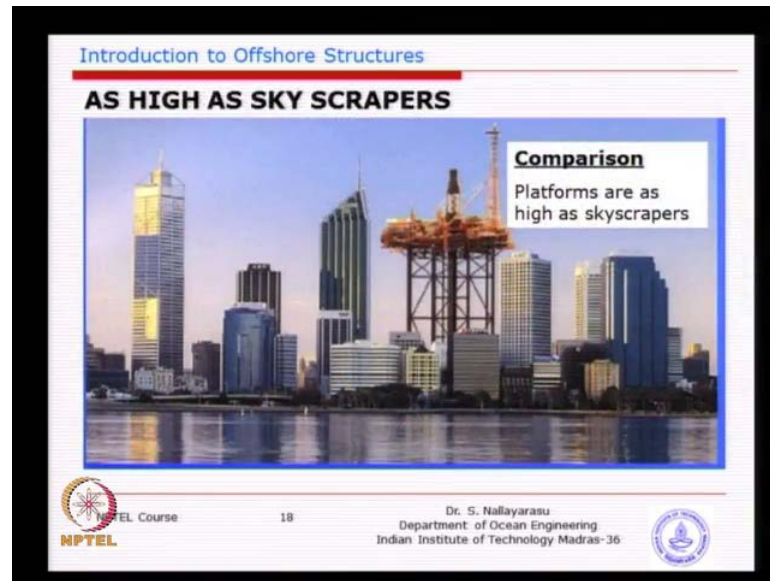 Introduction to Offshore Structures
AS HIGH AS SKY SCRAPERS
Comparison
Platforms are as
high as skyscrapers
NPTEL
TEL Course
18
Dr. S. Nallayarasu
Department of Ocean Engineering
Indian Institute of Technology Madras-36